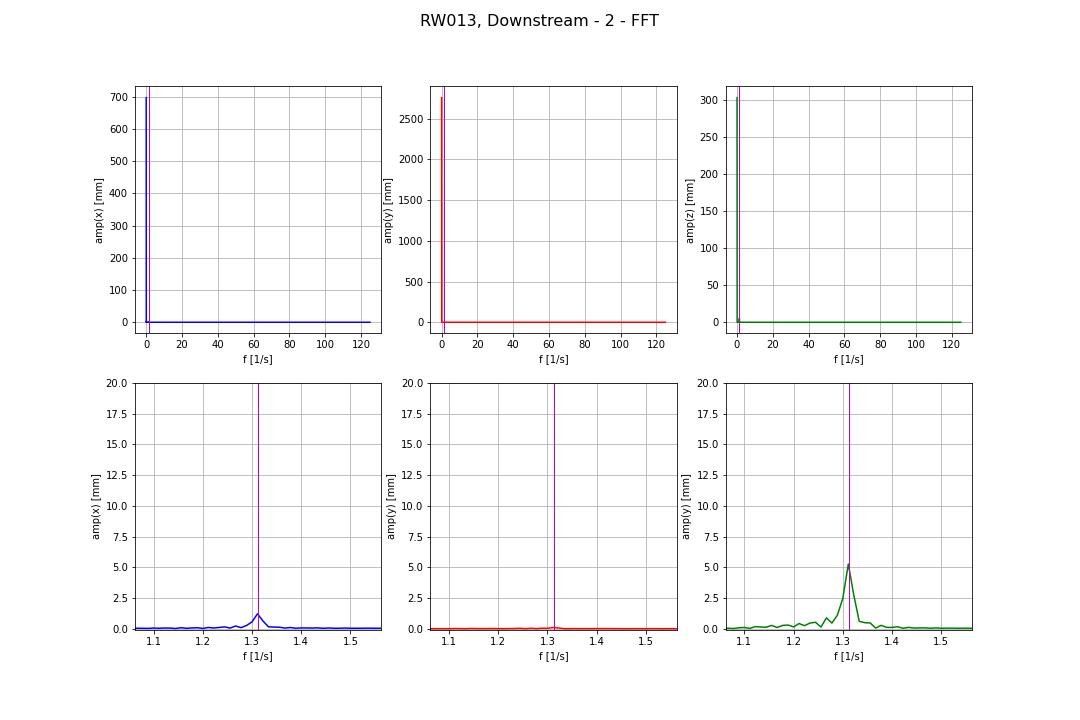 RW013, Downstream - 2 - FFT
700
600
500
400
300
200
100
0
amp(x) [mm]
0 20 40 60 80 100 120
f [1/s]
2500
2000
1500
1000
500
0
amp(y) [mm]
0 20 40 60 80 100 120
f [1/s]
300
250
200
150
100
50
0
amp(z) [mm]
0 20 40 60 80 100 120
f [1/s]
20.0
17.5
15.0
12.5
10.0
7.5
5.0
2.5
0.0
amp(x) [mm]
1.1 1.2 1.3 1.4 1.5
f [1/s]
20.0
17.5
15.0
12.5
10.0
7.5
5.0
2.5
0.0
amp(y) [mm]
1.1 1.2 1.3 1.4 1.5
f [1/s]
20.0
17.5
15.0
12.5
10.0
7.5
5.0
2.5
0.0
amp(y) [mm]
1.1 1.2 1.3 1.4 1.5
f [1/s]